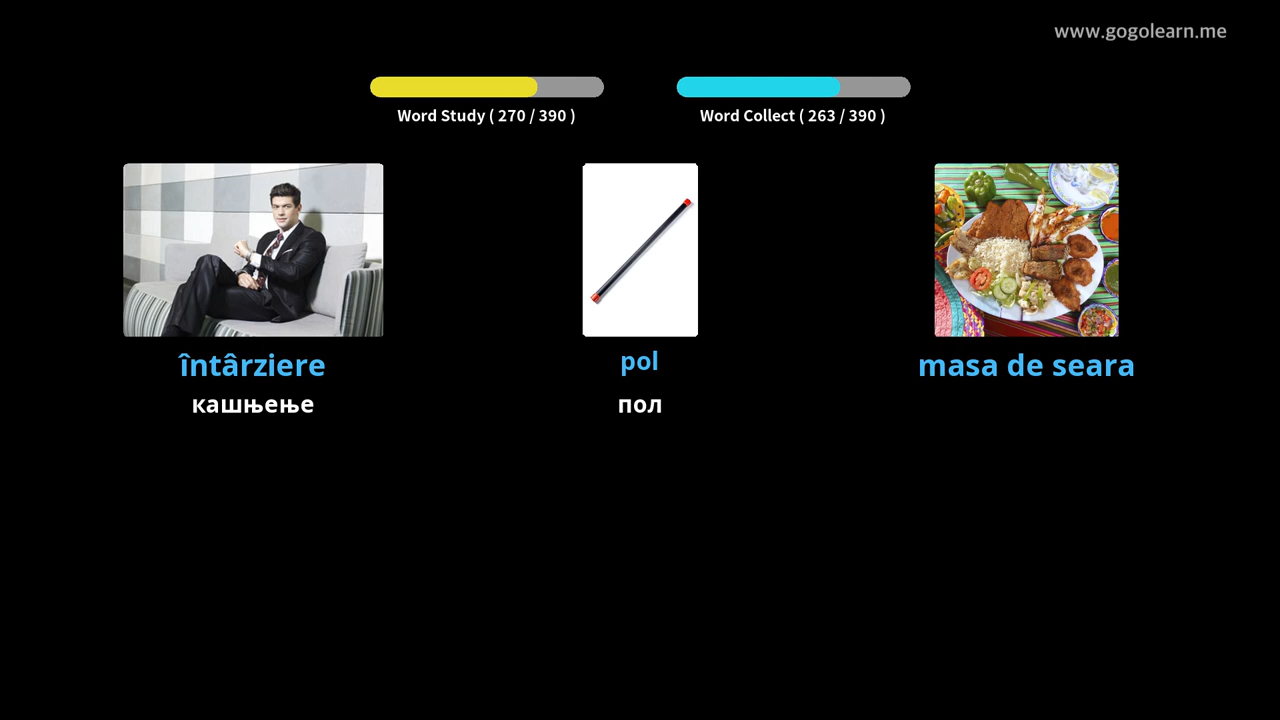 www.gogolearn.me
Word Study ( 270 / 390 )
Word Collect ( 263 / 390 )
întârziere
кашњење
pol
пол
masa de seara